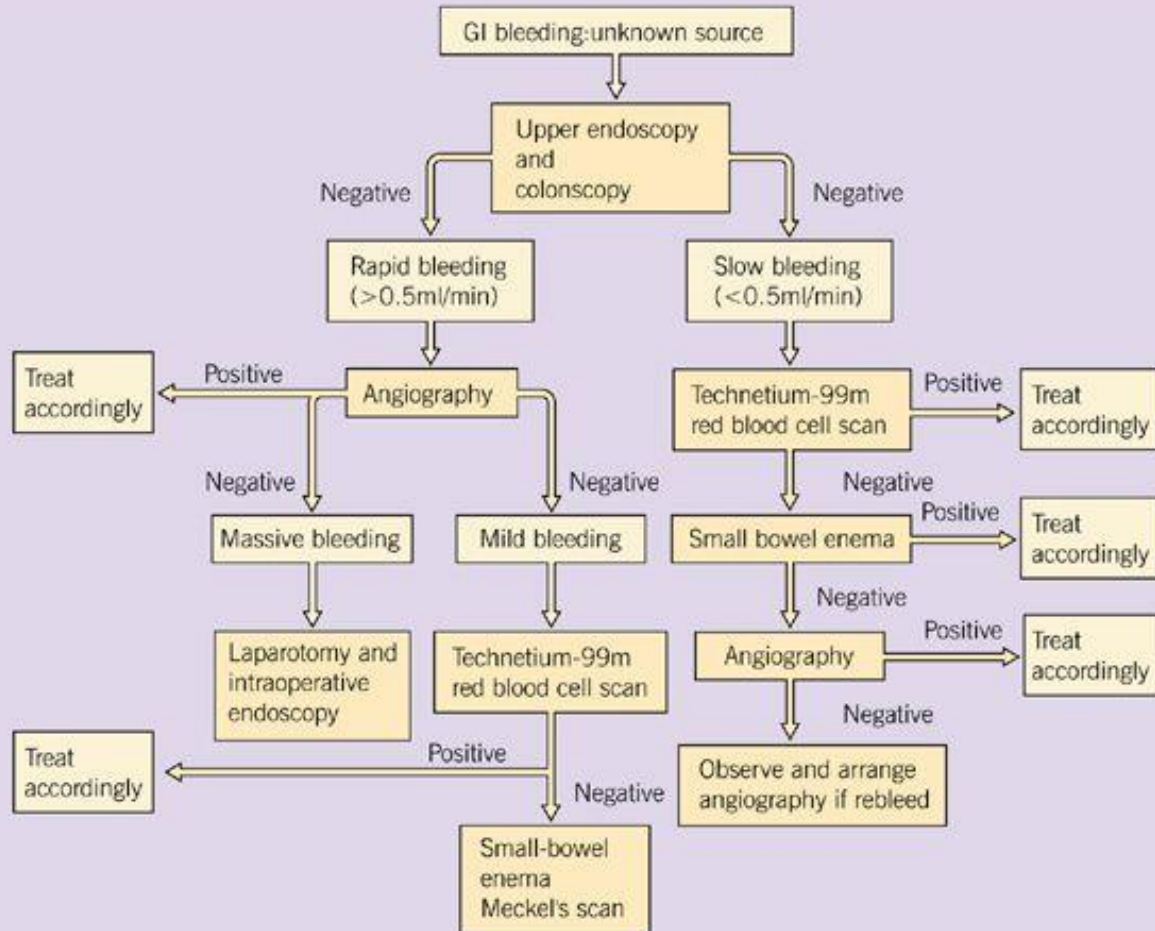 GI bleeding:unknown source
Upper endoscopy
and
colonscopy
Negative
Negative
Rapid bleeding
(>0.5ml/min)
Slow bleeding
(<0.5ml/min)
Treat
accordingly
Positive
Angiography
Technetium-99m
red blood cell scan
Positive
Treat
accordingly
Negative
Negative
Negative
Massive bleeding
Mild bleeding
Small bowel enema
Positive
Treat
accordingly
Negative
Laparotomy and
intraoperative
endoscopy
Technetium-99m
red blood cell scan
Angiography
Positive
Treat
accordingly
Negative
Treat
accordingly
Positive
Negative
Observe and arrange
angiography if rebleed
Small-bowel
enema
Meckel's scan